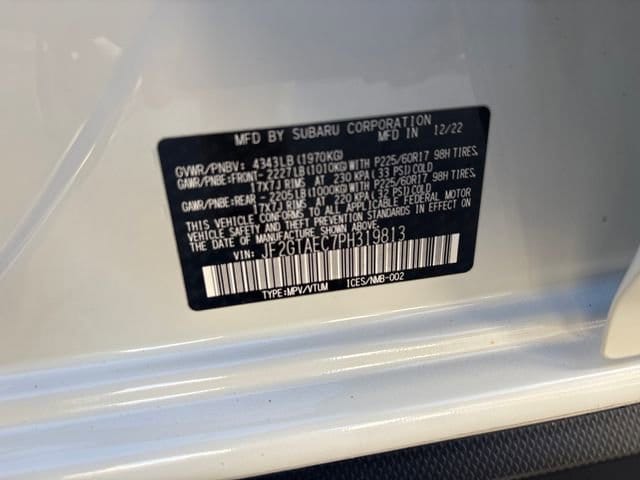 MFD BY SUBARU CORPORATION
MFD IN 12/22
GVWR/PNBV: 4343LB(1970KG)
GAWR/PNBE:FRONT- 2227LB(1010KG)WITH P225/60R17 98H TIRES,
17X7J RIMS AT 230 KPA(33 PSI)COLD
GAWR/PNBE:REAR - 2205LB(1000KG)WITH P225/60R17 98H TIRES,
17X7J RIMS AT 220 KPA(32 PSI)COLD
THIS VEHICLE CONFORMS TO ALL APPLICABLE FEDERAL MOTOR
VEHICLE SAFETY AND THEFT PREVENTION STANDARDS IN EFFECT
ON THE DATE OF MANUFACTURE SHOWN ABOVE.
VIN: JF2GTAEC7PH319813
TYPE:MPV/VTUM ICES/NMB-002